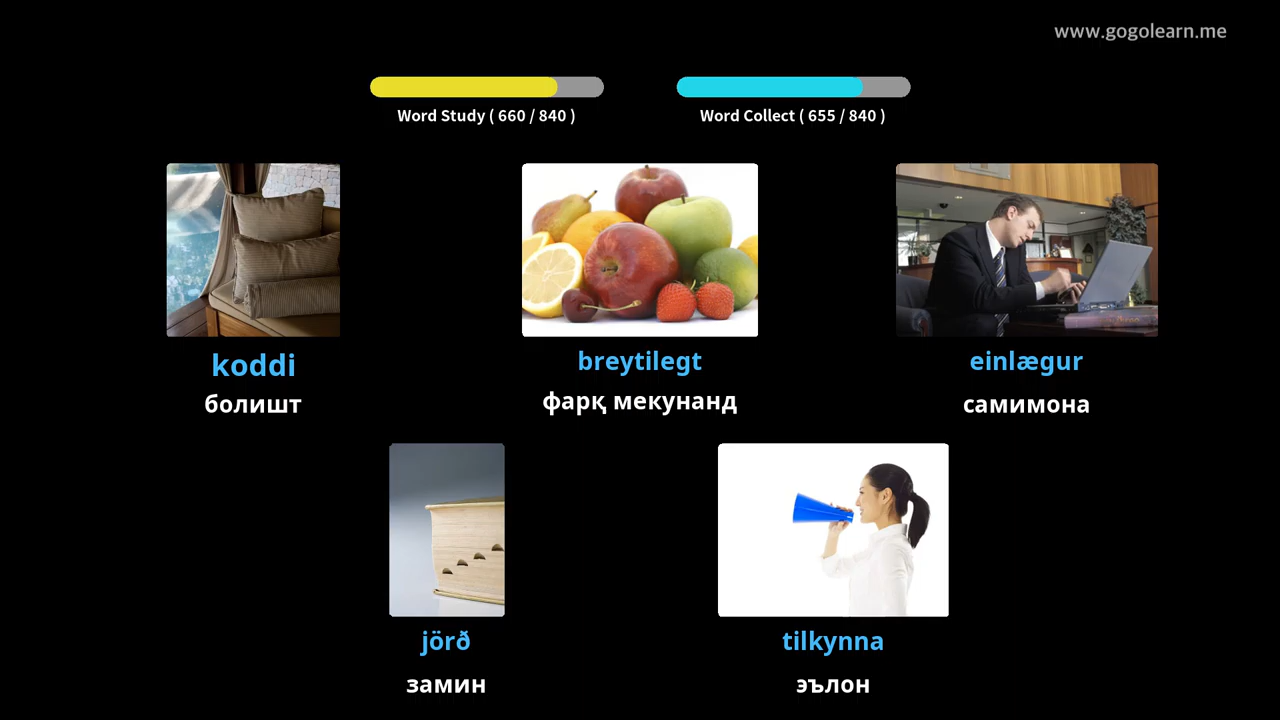 www.gogolearn.me
Word Study ( 660 / 840 )
Word Collect ( 655 / 840 )
koddi
болишт
breytilegt
фарқ мекунанд
einlægur
самимона
jörð
замин
tilkynna
эълон